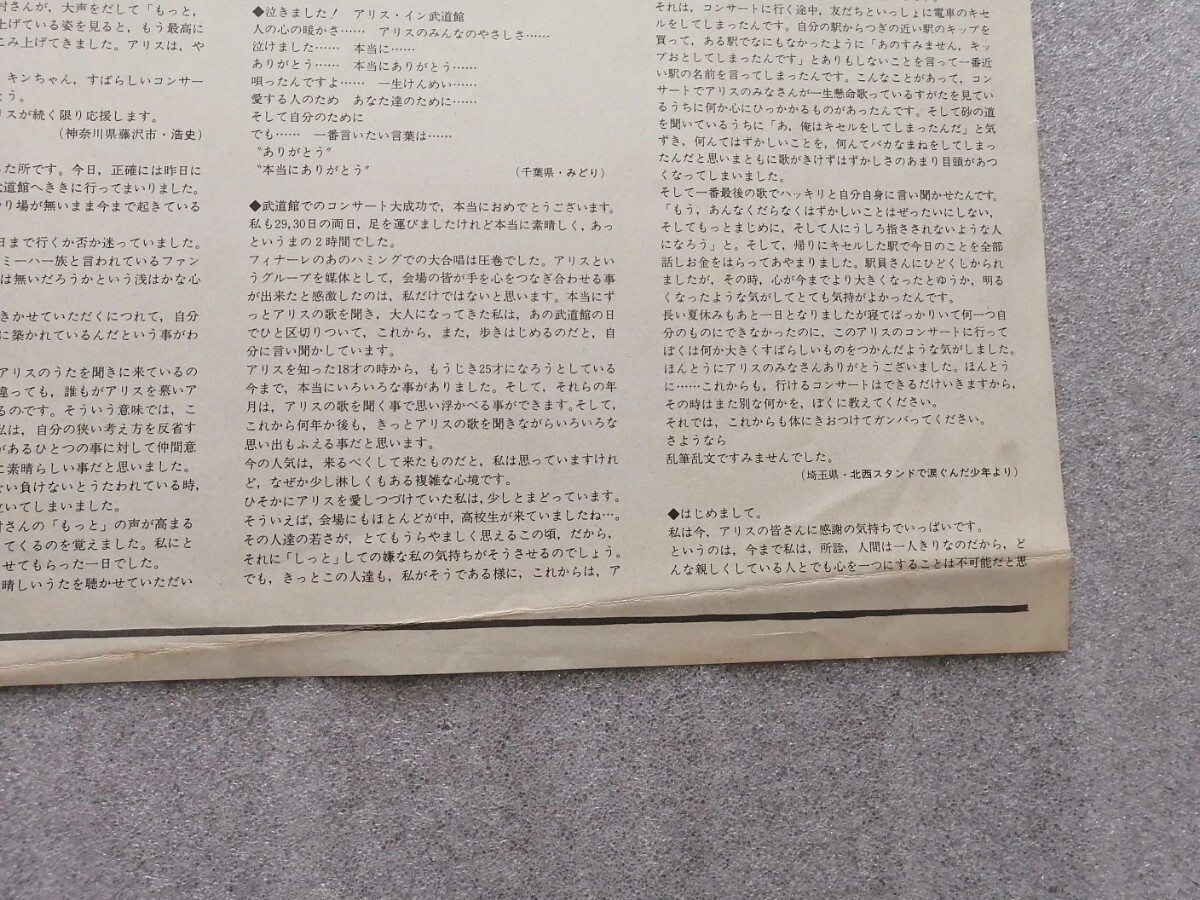 村さんが，大声をだして「もっと，
上げている姿を見ると，もう最高に
こみ上げてきました。アリスは，や
キンちゃん，すばらしいコンサー
とう。
リスが続く限り応援します。
（神奈川県藤沢市・浩史）
った所です。今日，正確には昨日に
武道館へききに行ってまいりました。
り場が無いまま今まで起きている
日まで行くか否か迷っていました。
ミーハー族と言われているファン
は無いだろうかという浅はかな心
きかせていただくにつれて，自分
に築かれているんだという事がわ
アリスのうたを聞きに来ているの
違っても，誰もがアリスを慕いア
るのです。そういう意味では，こ
私は，自分の狭い考え方を反省す
があるひとつの事に対して仲間意
に素晴らしい事だと思いました。
い負けないとうたわれている時，
泣いてしまいました。
村さんの「もっと」の声が高まる
てくるのを覚えました。私にと
させてもらった一日でした。
晴しいうたを聴かせていただい
◆泣きました！ アリス・イン武道館
人の心の暖かさ…… アリスのみんなのやさしさ……
泣けました…… 本当に……
ありがとう…… 本当にありがとう……
唄ったんですよ…… 一生けんめい……
愛する人のため あなた達のために……
そして自分のために
でも…… 一番言いたい言葉は……
“ありがとう”
“本当にありがとう”
（千葉県・みどり）
◆武道館でのコンサート大成功で，本当におめでとうございます。
私も29,30日の両日，足を運びましたけれど本当に素晴しく，あっ
というまの２時間でした。
フィナーレのあのハミングでの大合唱は圧巻でした。アリスとい
うグループを媒体として，会場の皆が手を心をつなぎ合わせる事
が出来たと感激したのは，私だけではないと思います。本当にず
っとアリスの歌を聞き，大人になってきた私は，あの武道館の日
でひと区切りついて，これから，また，歩きはじめるのだと，自
分に言い聞かしています。
アリスを知った18才の時から，もうじき25才になろうとしている
今まで，本当にいろいろな事がありました。そして，それらの年
月は，アリスの歌を聞く事で思い浮かべる事ができます。そして，
これから何年か後も，きっとアリスの歌を聞きながらいろいろな
思い出もふえる事だと思います。
今の人気は，来るべくして来たものだと，私は思っていますけれ
ど，なぜか少し淋しくもある複雑な心境です。
ひそかにアリスを愛しつづけていた私は，少しとまどっています。
そういえば，会場にもほとんどが中，高校生が来ていましたね…。
その人達の若さが，とてもうらやましく思えるこの頃，だから，
それに「しっと」しての嫌な私の気持ちがそうさせるのでしょう。
でも，きっとこの人達も，私がそうである様に，これからは，ア
それは，コンサートに行く途中，友だちといっしょに電車のキセ
ルをしてしまったんです。自分の駅からつぎの近い駅のキップを
買って，ある駅でなにもなかったように「あのすみません，キッ
プおとしてしまったんです」とありもしないことを言って一番近
い駅の名前を言ってしまったんです。こんなことがあって，コン
サートでアリスのみなさんが一生懸命歌っているすがたを見てい
るうちに何か心にひっかかるものがあったんです。そして砂の道
を聞いているうちに「あ，俺はキセルをしてしまったんだ」と気
ずき，何んてはずかしいことを，何んてバカなまねをしてしまっ
たんだと思いまともに歌がきけずはずかしさのあまり目頭があつ
くなってしまいました。
そして一番最後の歌でハッキリと自分自身に言い聞かせたんです。
「もう，あんなくだらなくはずかしいことはぜったいにしない，
そしてもっとまじめに，そして人にうしろ指さされないような人
になろう」と。そして，帰りにキセルした駅で今日のことを全部
話しお金をはらってあやまりました。駅員さんにひどくしかられ
ましたが，その時，心が今までより大きくなったとゆうか，明る
くなったような気がしてとても気持がよかったんです。
長い夏休みもあと一日となりましたが寝てばっかりいて何一つ自
分のものにできなかったのに，このアリスのコンサートに行って
ぼくは何か大きくすばらしいものをつかんだような気がしました。
ほんとうにアリスのみなさんありがとうございました。ほんとう
に……これからも，行けるコンサートはできるだけいきますから，
その時はまた別な何かを，ぼくに教えてください。
それでは，これからも体にきおつけてガンバってください。
さようなら
乱筆乱文ですみませんでした。
（埼玉県・北西スタンドで涙ぐんだ少年より）
◆はじめまして。
私は今，アリスの皆さんに感謝の気持ちでいっぱいです。
というのは，今まで私は，所詮，人間は一人きりなのだから，ど
んな親しくしている人とでも心を一つにすることは不可能だと思